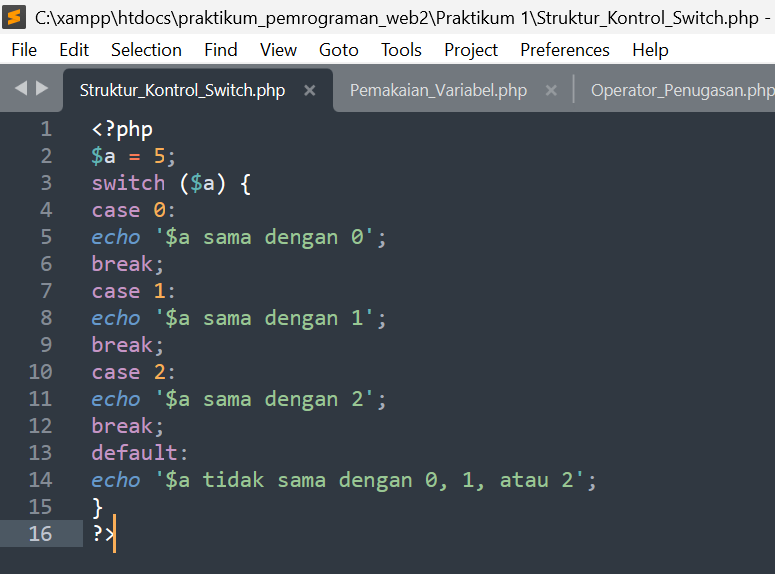 C:\xampp\htdocs\praktikum_pemrograman_web2\Praktikum 1\Struktur_Kontrol_Switch.php -
File Edit Selection Find View Goto Tools Project Preferences Help
Struktur_Kontrol_Switch.php × Pemakaian_Variabel.php × Operator_Penugasan.php
1 <?php
2 $a = 5;
3 switch ($a) {
4 case 0:
5 echo '$a sama dengan 0';
6 break;
7 case 1:
8 echo '$a sama dengan 1';
9 break;
10 case 2:
11 echo '$a sama dengan 2';
12 break;
13 default:
14 echo '$a tidak sama dengan 0, 1, atau 2';
15 }
16 ?>